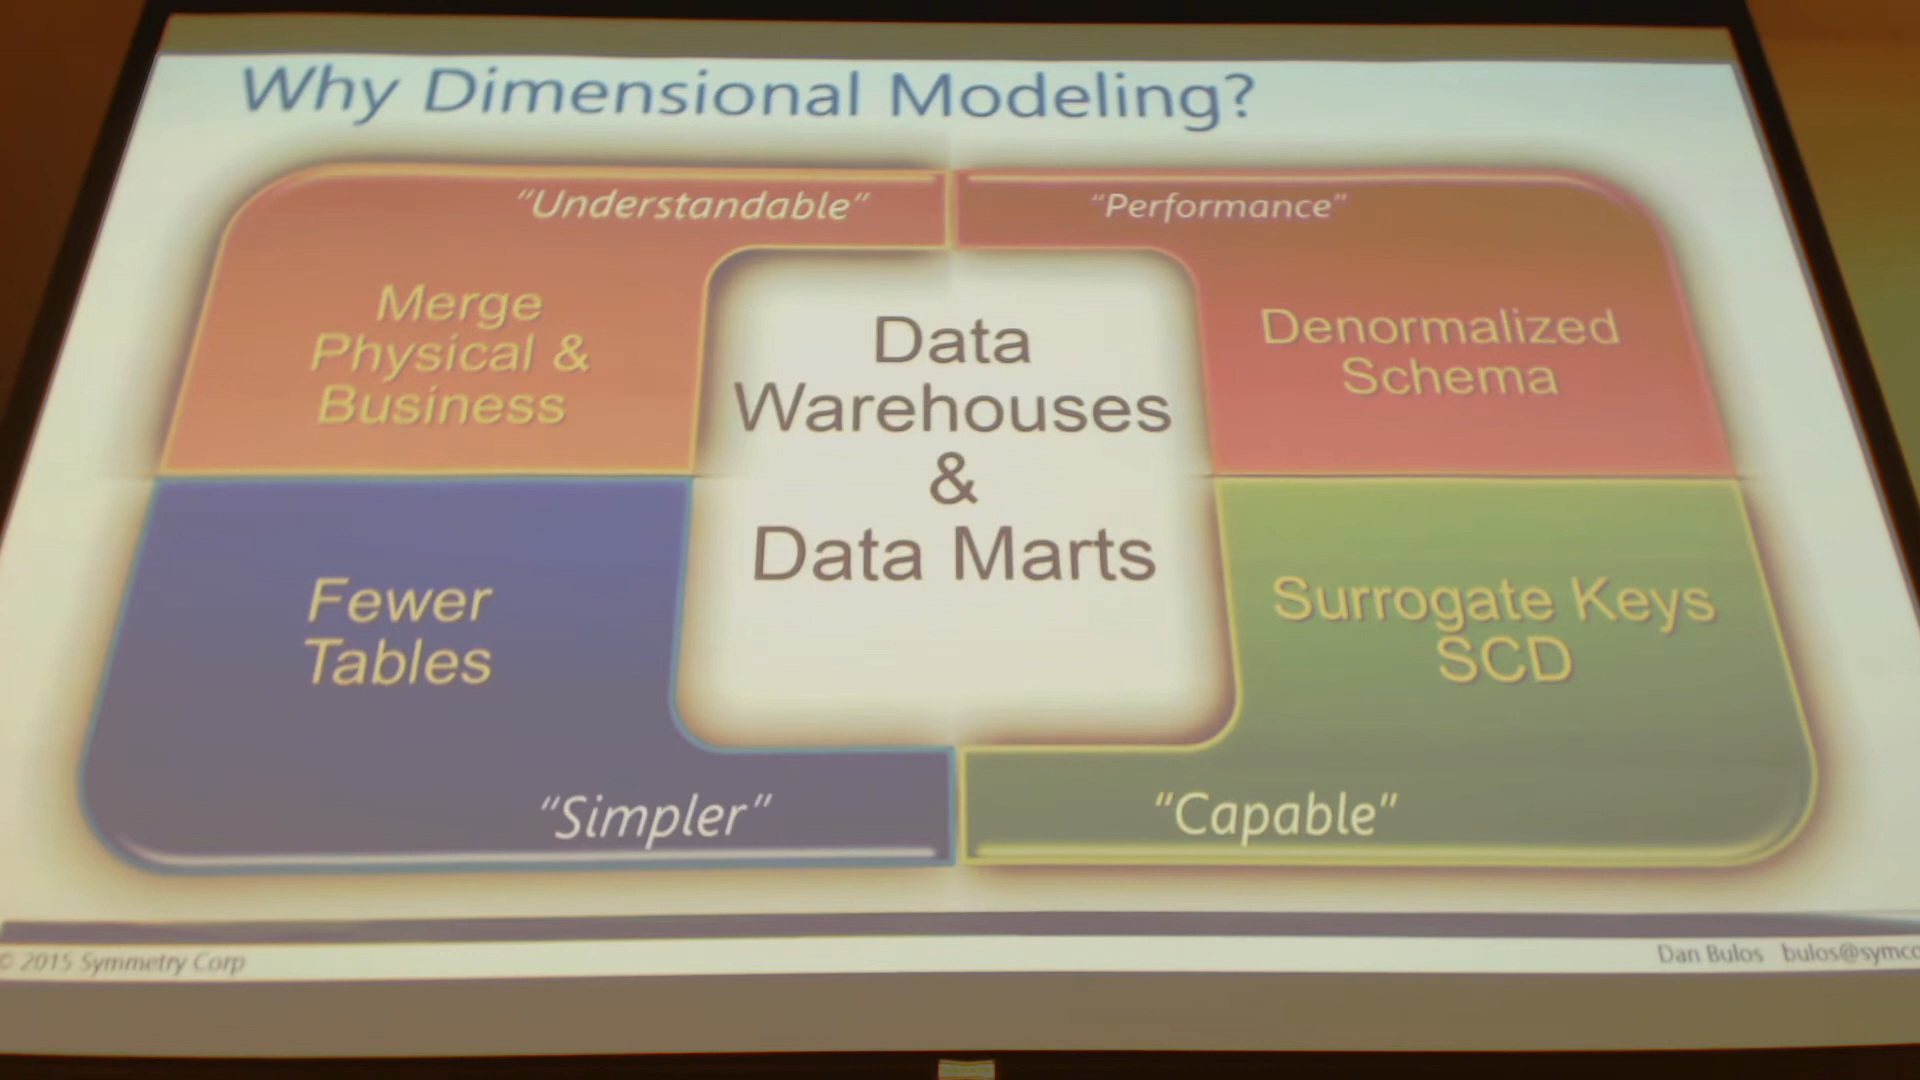 Why Dimensional Modeling?
“Understandable”
“Performance”
Merge
Physical &
Business
Denormalized
Schema
Data
Warehouses
&
Data Marts
Fewer
Tables
Surrogate Keys
SCD
“Simpler”
“Capable”
© 2015 Symmetry Corp
Dan Bulos bulos@symco